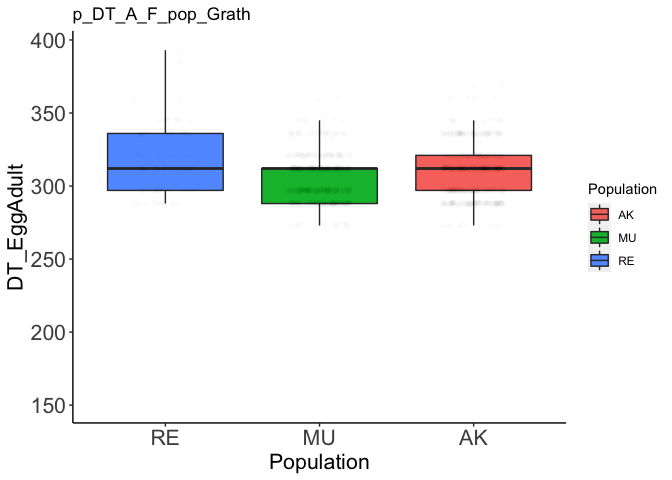 p_DT_A_F_pop_Grath
400
350
300
250
200
150
DT_EggAdult
RE MU AK
Population
Population
AK
MU
RE